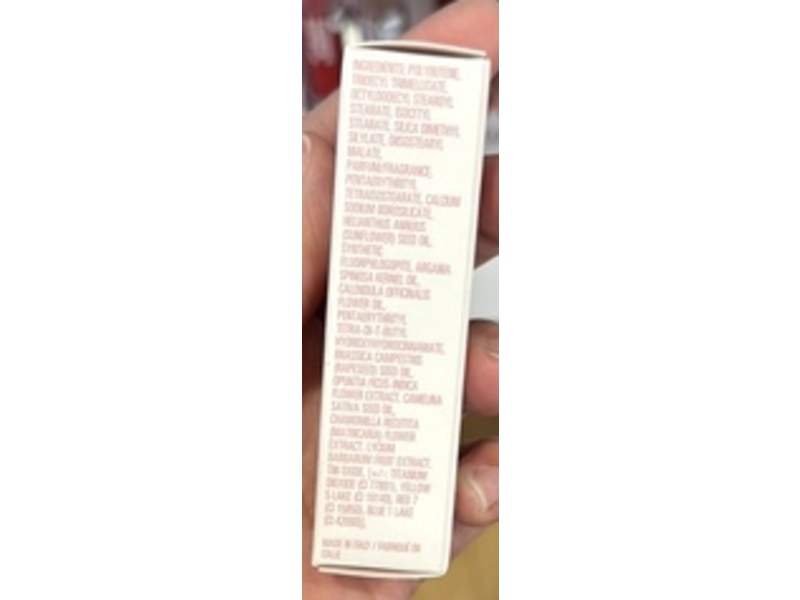 INGREDIENTS: POLYBUTENE,
TRIDECYL TRIMELLITATE,
OCTYLDODECYL STEAROYL
STEARATE, ISOCETYL
STEARATE, SILICA DIMETHYL
SILYLATE, DIISOSTEARYL
MALATE,
PARFUM/FRAGRANCE,
PENTAERYTHRITYL
TETRAISOSTEARATE, CALCIUM
SODIUM BOROSILICATE,
HELIANTHUS ANNUUS
(SUNFLOWER) SEED OIL,
SYNTHETIC
FLUORPHLOGOPITE, ARGANIA
SPINOSA KERNEL OIL,
CALENDULA OFFICINALIS
FLOWER OIL,
PENTAERYTHRITYL
TETRA-DI-T-BUTYL
HYDROXYHYDROCINNAMATE,
BRASSICA CAMPESTRIS
(RAPESEED) SEED OIL,
OPUNTIA FICUS-INDICA
FLOWER EXTRACT, CAMELINA
SATIVA SEED OIL,
CHAMOMILLA RECUTITA
(MATRICARIA) FLOWER
EXTRACT, LYCIUM
BARBARUM FRUIT EXTRACT,
TIN OXIDE, [+/-: TITANIUM
DIOXIDE (CI 77891), YELLOW
5 LAKE (CI 19140), RED 7
(CI 15850), BLUE 1 LAKE
(CI 42090)].
MADE IN ITALY / FABRIQUÉ EN
ITALIE